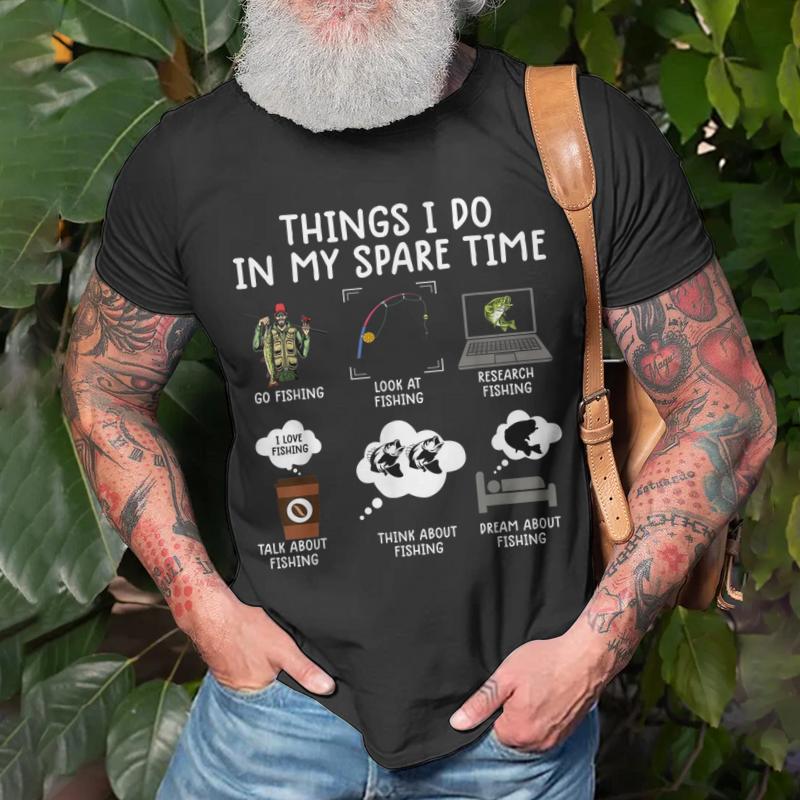 THINGS I DO
IN MY SPARE TIME
GO FISHING
LOOK AT
FISHING
RESEARCH
FISHING
I LOVE
FISHING
TALK ABOUT
FISHING
THINK ABOUT
FISHING
DREAM ABOUT
FISHING
Estuardo